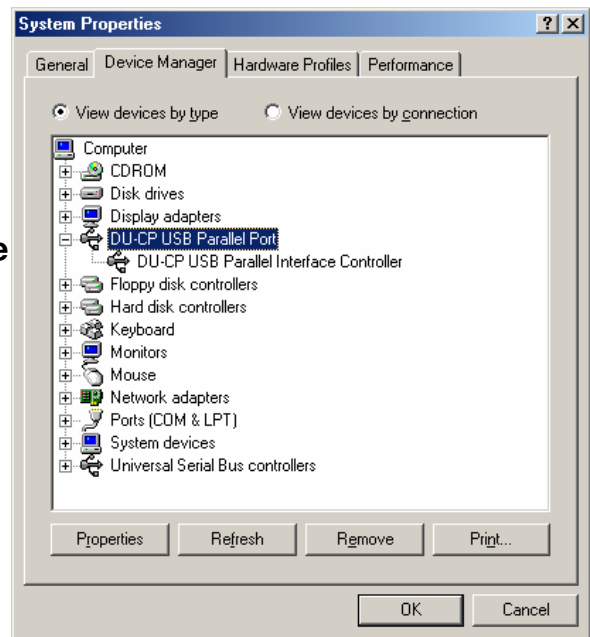 System Properties
General Device Manager Hardware Profiles Performance
View devices by type View devices by connection
Computer
CDROM
Disk drives
Display adapters
DU-CP USB Parallel Port
DU-CP USB Parallel Interface Controller
Floppy disk controllers
Hard disk controllers
Keyboard
Monitors
Mouse
Network adapters
Ports (COM & LPT)
System devices
Universal Serial Bus controllers
Properties Refresh Remove Print...
OK Cancel
e